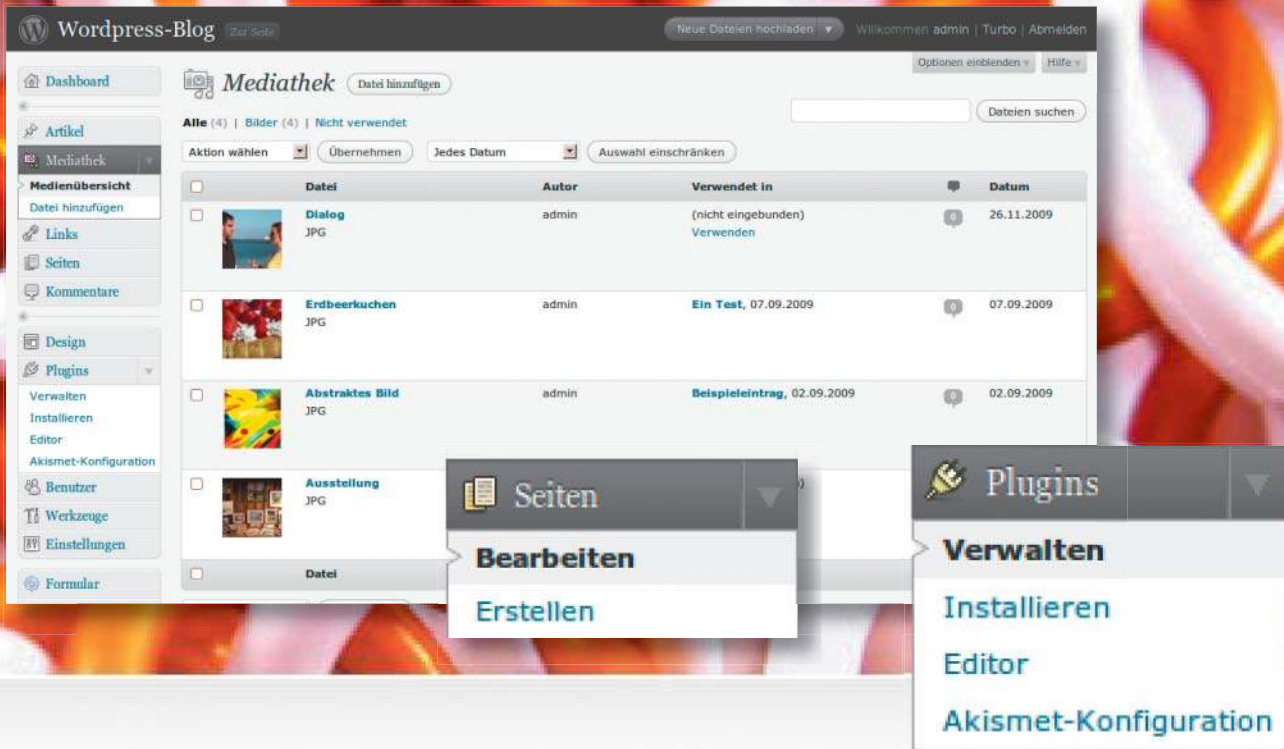 Wordpress-Blog Zur Seite
Neue Dateien hochladen Willkommen admin | Turbo | Abmelden
Optionen einblenden Hilfe
Dashboard
Artikel
Mediathek
Medienübersicht
Datei hinzufügen
Links
Seiten
Kommentare
Design
Plugins
Verwalten
Installieren
Editor
Akismet-Konfiguration
Benutzer
Werkzeuge
Einstellungen
Formular
Mediathek Datei hinzufügen
Alle (4) | Bilder (4) | Nicht verwendet
Dateien suchen
Aktion wählen Übernehmen Jedes Datum Auswahl einschränken
Datei Autor Verwendet in Datum
Dialog admin (nicht eingebunden) 0 26.11.2009
JPG Verwenden
Erdbeerkuchen admin Ein Test, 07.09.2009 0 07.09.2009
JPG
Abstraktes Bild admin Beispieleintrag, 02.09.2009 0 02.09.2009
JPG
Ausstellung
JPG
Datei
Seiten
Bearbeiten
Erstellen
Plugins
Verwalten
Installieren
Editor
Akismet-Konfiguration